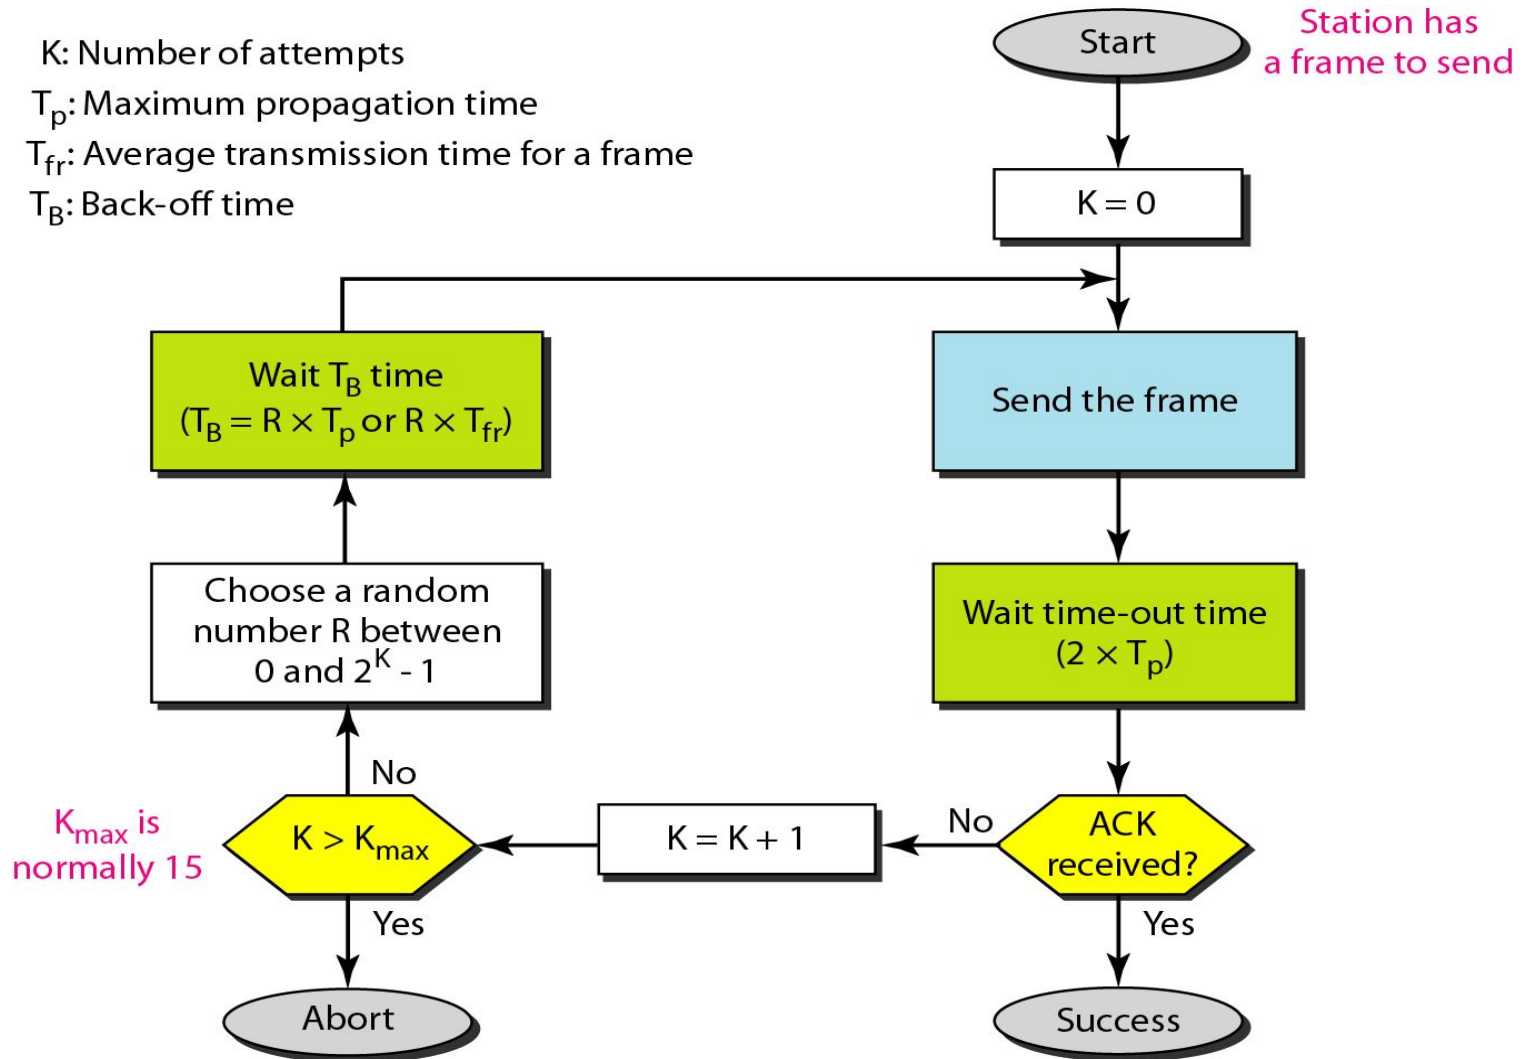 K: Number of attempts
Tp: Maximum propagation time
Tfr: Average transmission time for a frame
TB: Back-off time
Start
Station has
a frame to send
K = 0
Wait TB time
(TB = R × Tp or R × Tfr)
Send the frame
Choose a random
number R between
0 and 2^K - 1
Wait time-out time
(2 × Tp)
No
Kmax is
normally 15
K > Kmax
K = K + 1
No
ACK
received?
Yes
Yes
Abort
Success